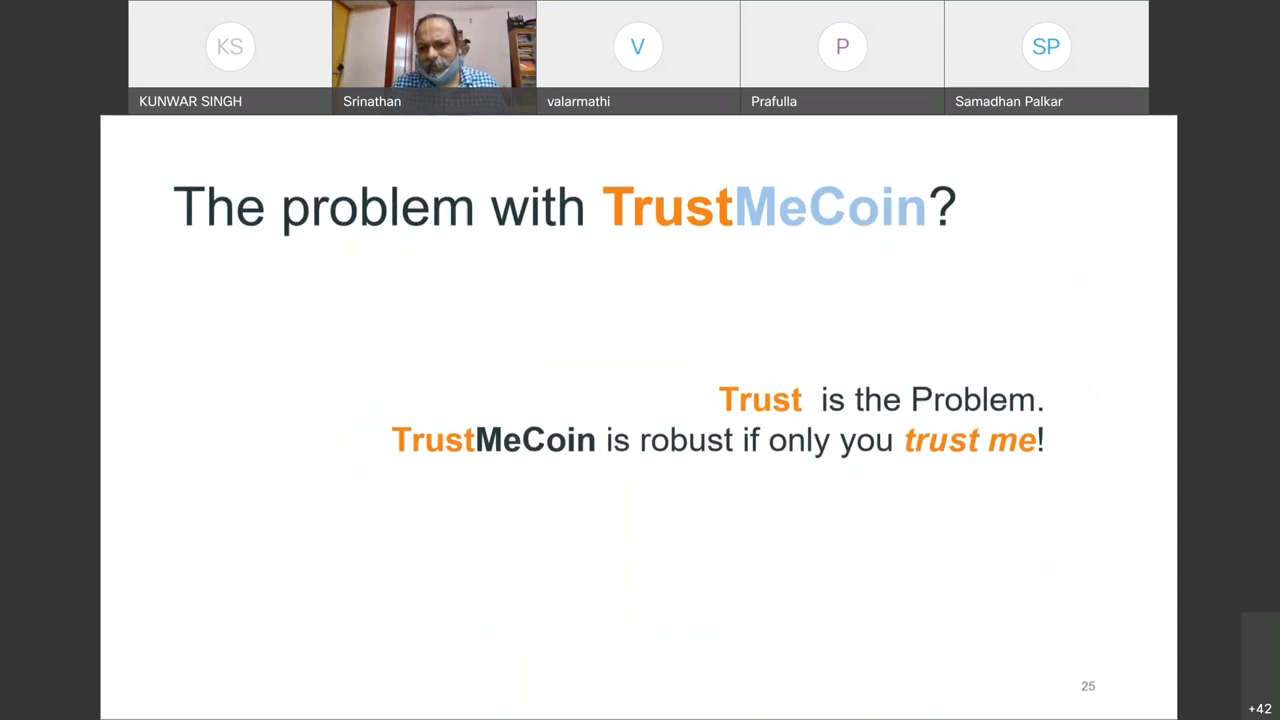 KS
V
P
SP
KUNWAR SINGH
Srinathan
valarmathi
Prafulla
Samadhan Palkar
The problem with TrustMeCoin?
Trust is the Problem.
TrustMeCoin is robust if only you trust me!
25
+42